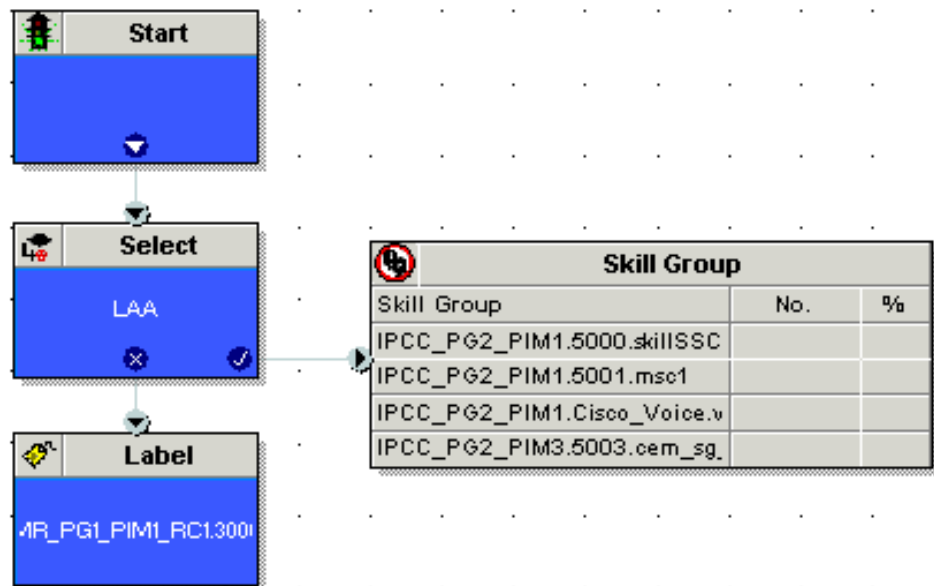 Start
Select
LAA
Skill Group
Skill Group No. %
IPCC_PG2_PIM1.5000.skillSSC
IPCC_PG2_PIM1.5001.msc1
IPCC_PG2_PIM1.Cisco_Voice.v
IPCC_PG2_PIM3.5003.cem_sg_
Label
MR_PG1_PIM1_RC1.300